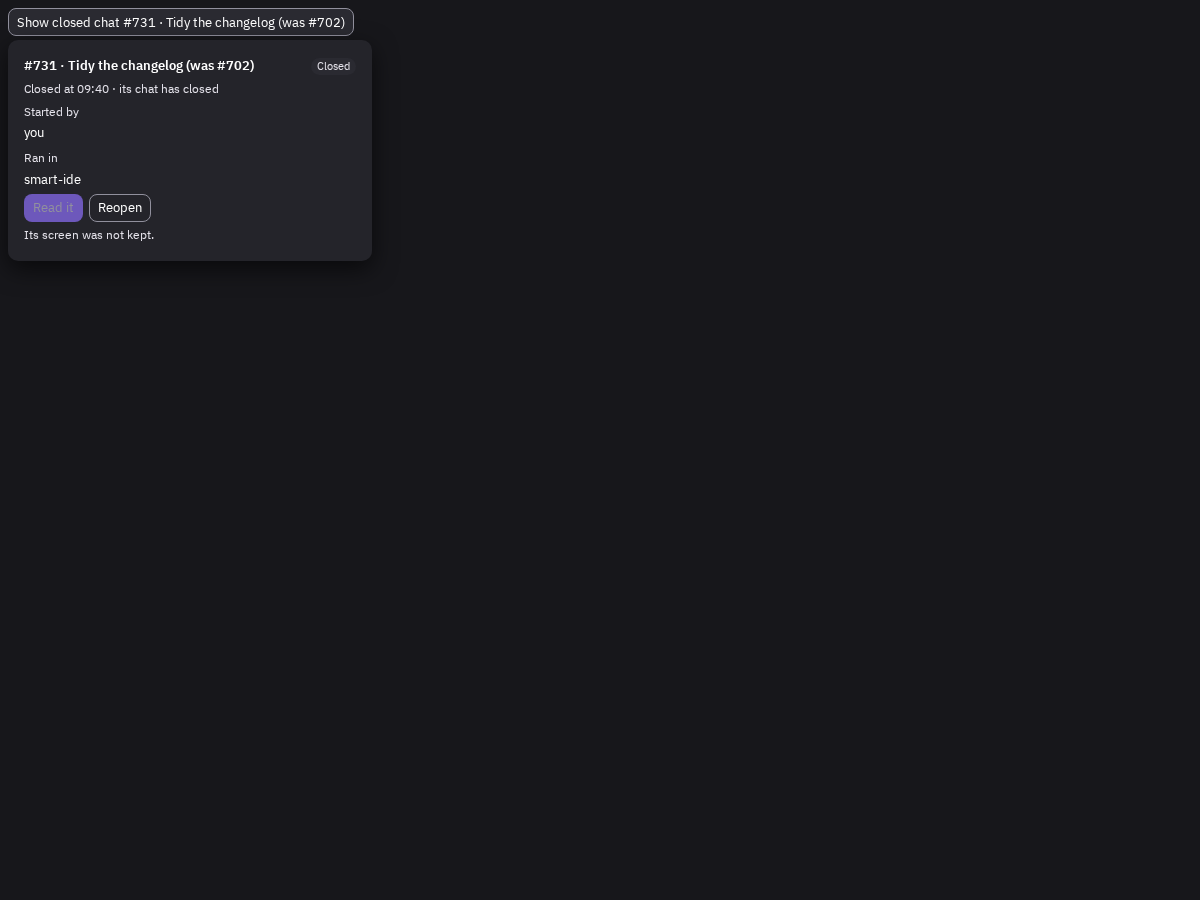 Show closed chat #731 · Tidy the changelog (was #702)
#731 · Tidy the changelog (was #702)
Closed
Closed at 09:40 · its chat has closed
Started by
you
Ran in
smart-ide
Read it
Reopen
Its screen was not kept.